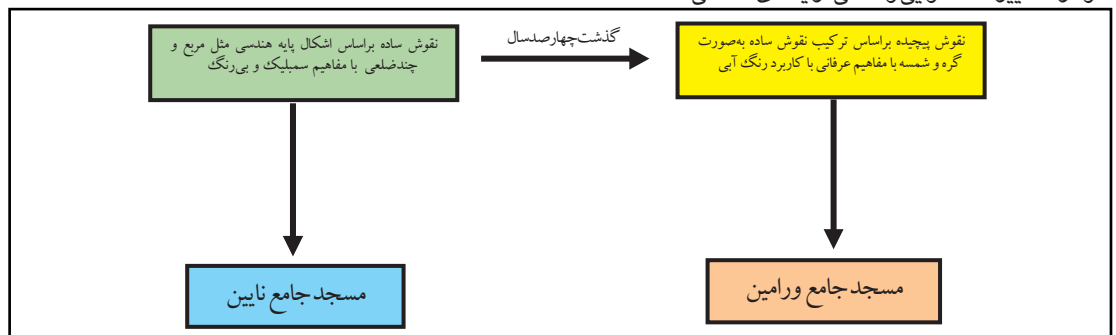 نقوش پیچیده براساس ترکیب نقوش ساده به‌صورت
گره و شمسه با مفاهیم عرفانی با کاربرد رنگ آبی
گذشت‌چهارصدسال
نقوش ساده براساس اشکال پایه هندسی مثل مربع و
چندضلعی با مفاهیم سمبلیک و بی‌رنگ
مسجد‌جامع ورامین
مسجد‌جامع نایین